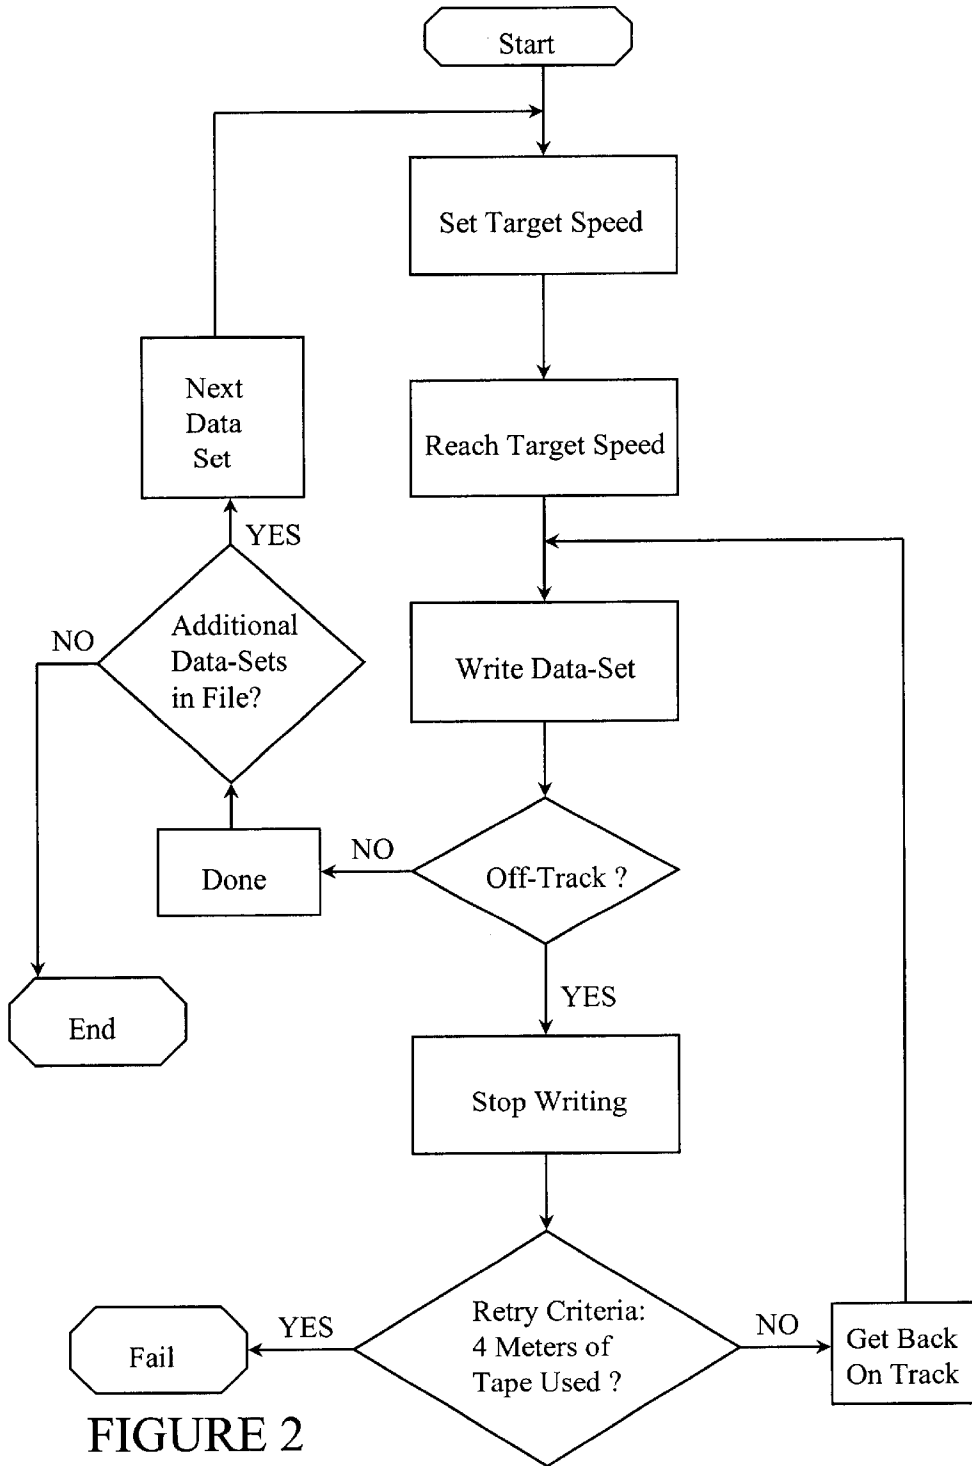 Start
Set Target Speed
Next
Data
Set
Reach Target Speed
YES
NO
Additional
Data-Sets
in File?
Write Data-Set
NO
Done
Off-Track ?
YES
End
Stop Writing
YES
Retry Criteria:
4 Meters of
Tape Used ?
NO
Fail
Get Back
On Track
FIGURE 2